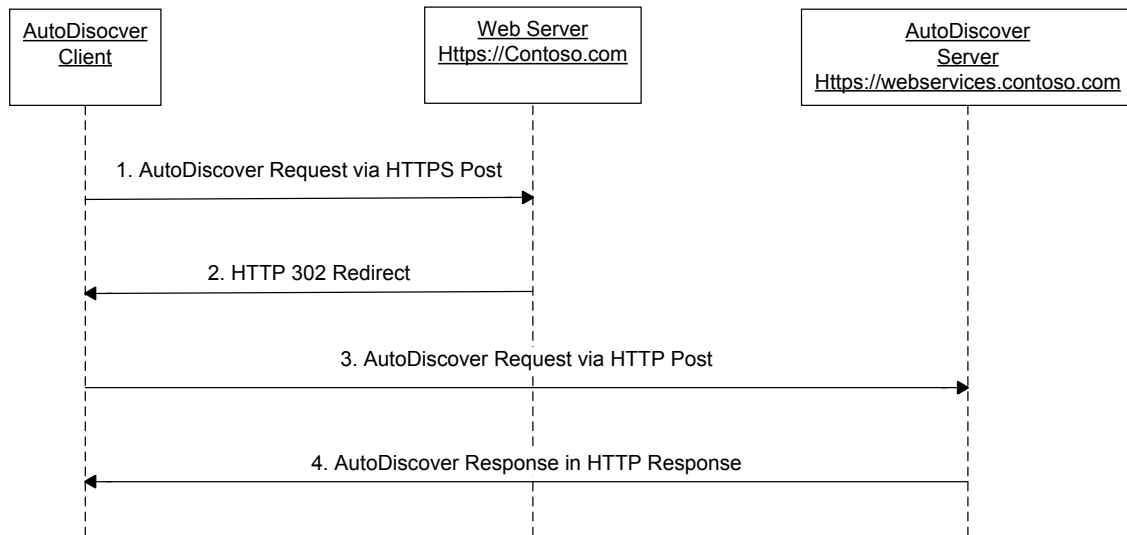 AutoDisocver
Client
Web Server
Https://Contoso.com
AutoDiscover
Server
Https://webservices.contoso.com
1. AutoDiscover Request via HTTPS Post
2. HTTP 302 Redirect
3. AutoDiscover Request via HTTP Post
4. AutoDiscover Response in HTTP Response